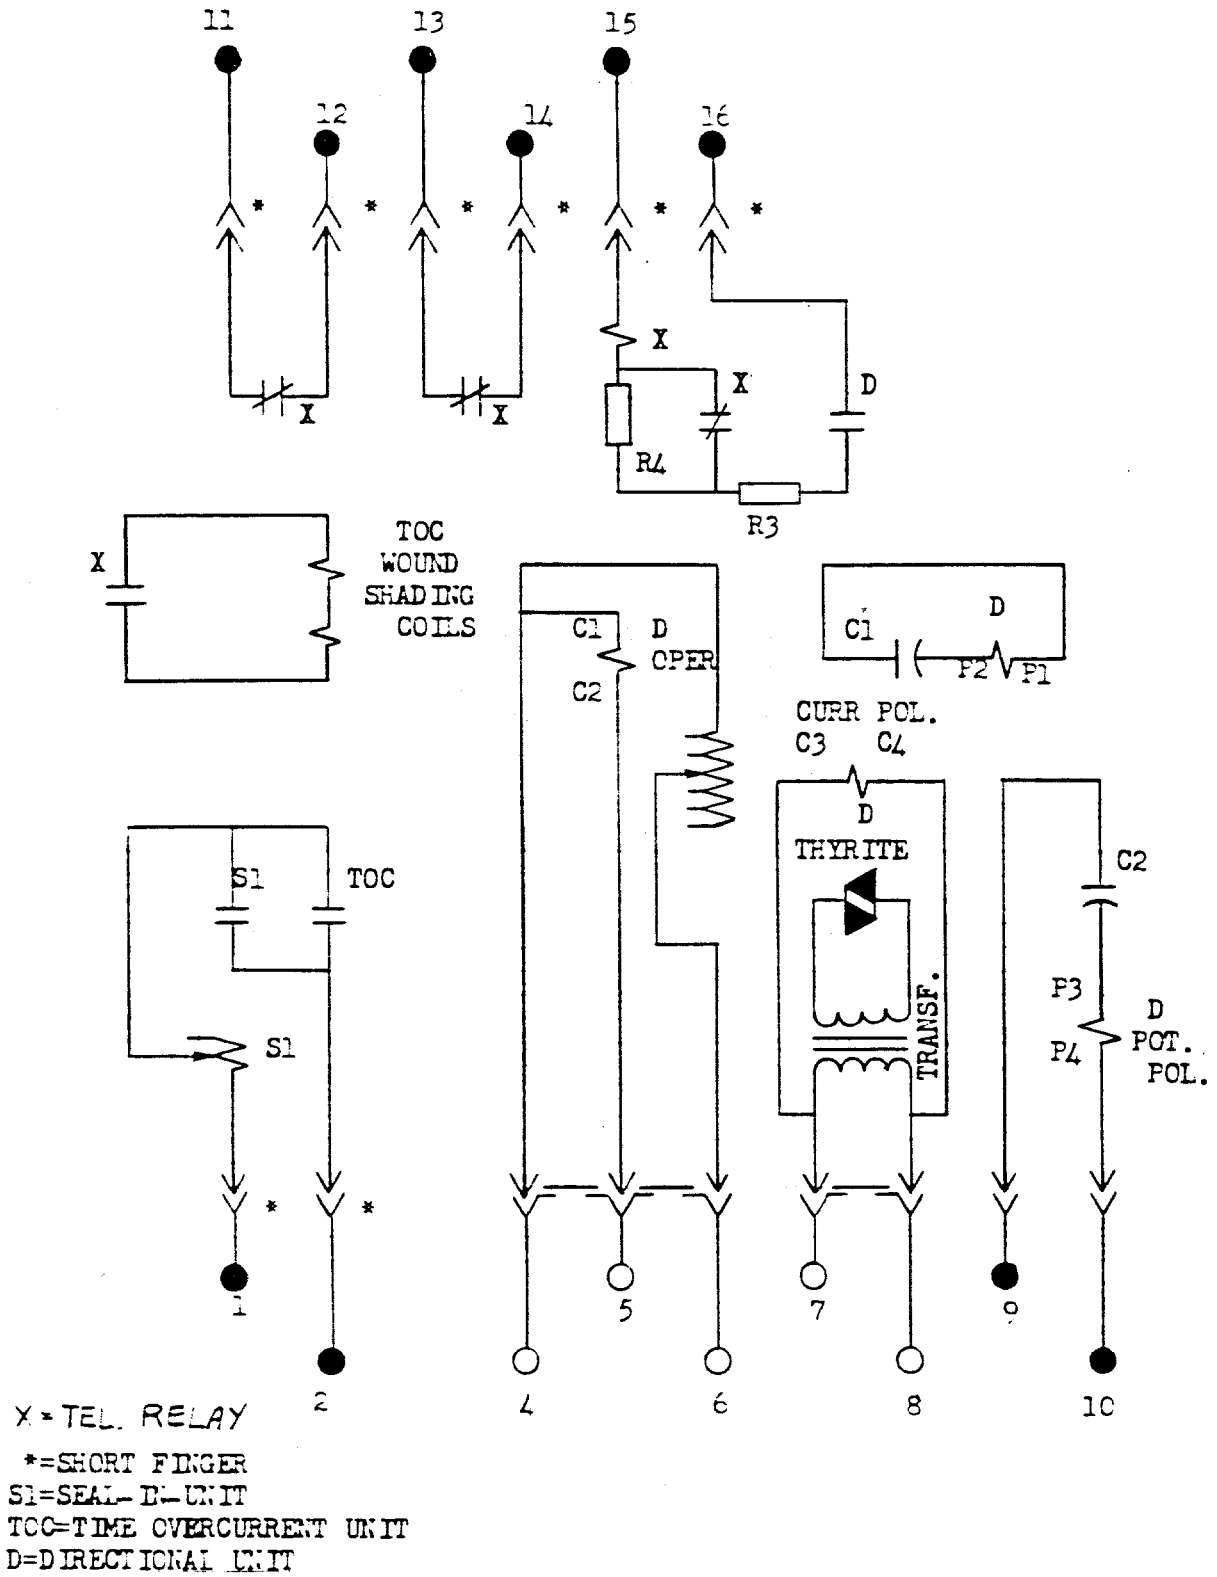 11
13
15
12
14
16
*
*
*
*
*
*
X
X
D
X
X
X
R4
R3
TOC
WOUND
SHADING
COILS
X
C1
D
OPER
C2
D
C1
P2
P1
CURR POL.
C3
C4
D
THYRITE
C2
S1
TOC
TRANSF.
P3
D
P4
POT.
POL.
S1
*
*
1
5
7
9
2
4
6
8
10
X = TEL. RELAY
*=SHORT FINGER
S1=SEAL-IN-UNIT
TOC=TIME OVERCURRENT UNIT
D=DIRECTIONAL UNIT